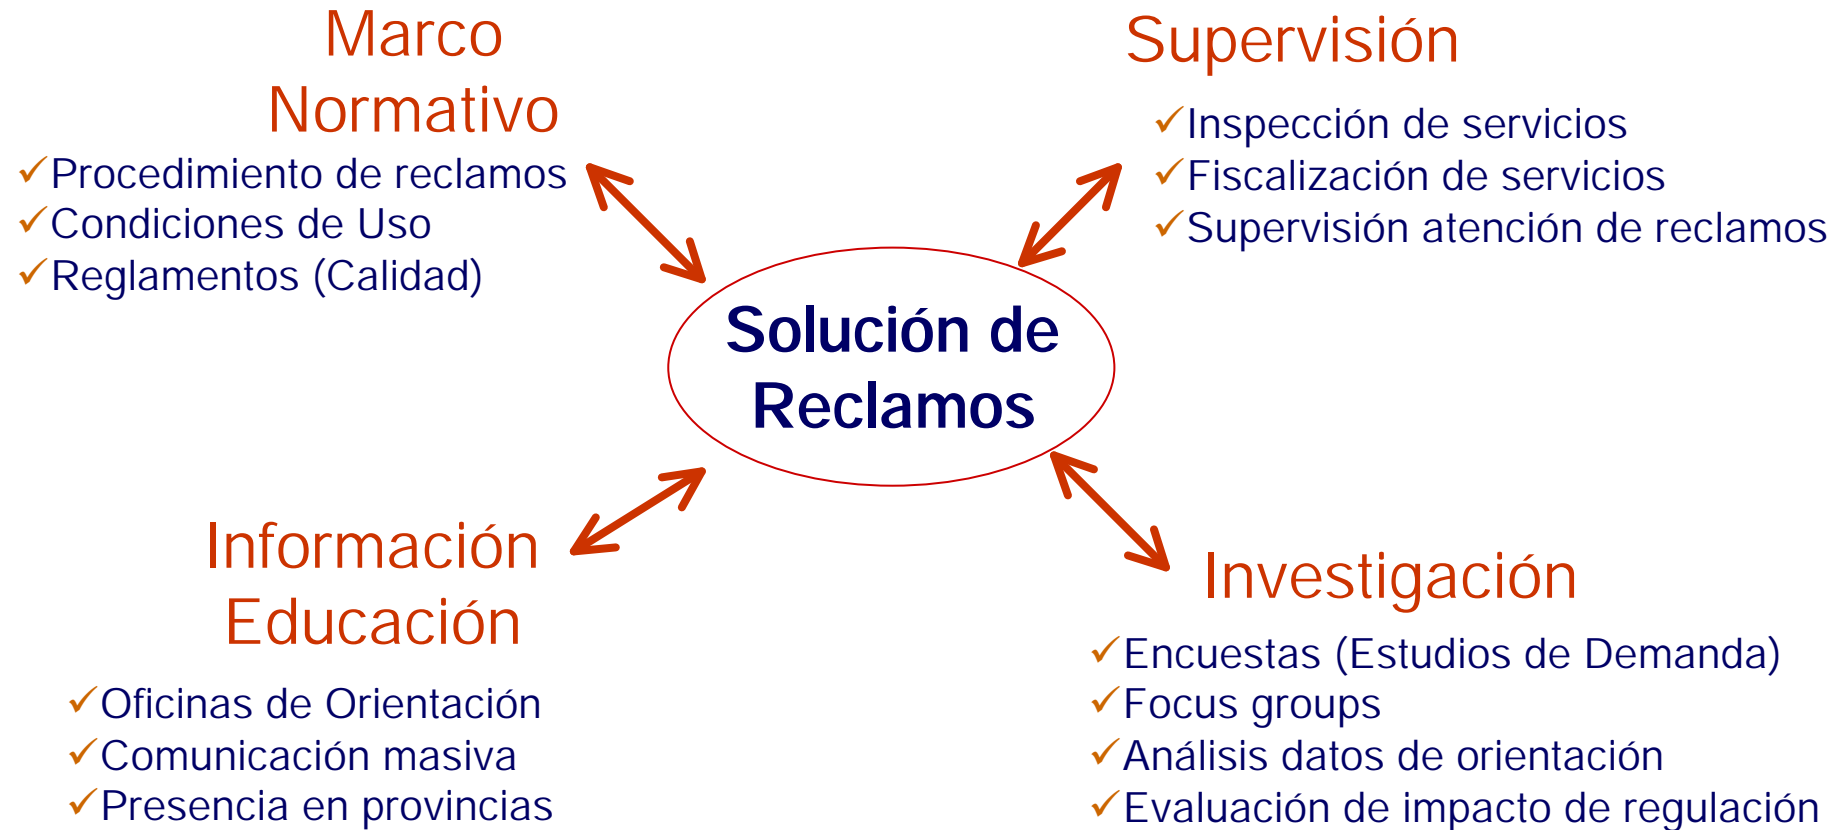 Marco
Normativo
✓Procedimiento de reclamos
✓Condiciones de Uso
✓Reglamentos (Calidad)
Supervisión
✓Inspección de servicios
✓Fiscalización de servicios
✓Supervisión atención de reclamos
Solución de
Reclamos
Información
Educación
✓Oficinas de Orientación
✓Comunicación masiva
✓Presencia en provincias
Investigación
✓Encuestas (Estudios de Demanda)
✓Focus groups
✓Análisis datos de orientación
✓Evaluación de impacto de regulación